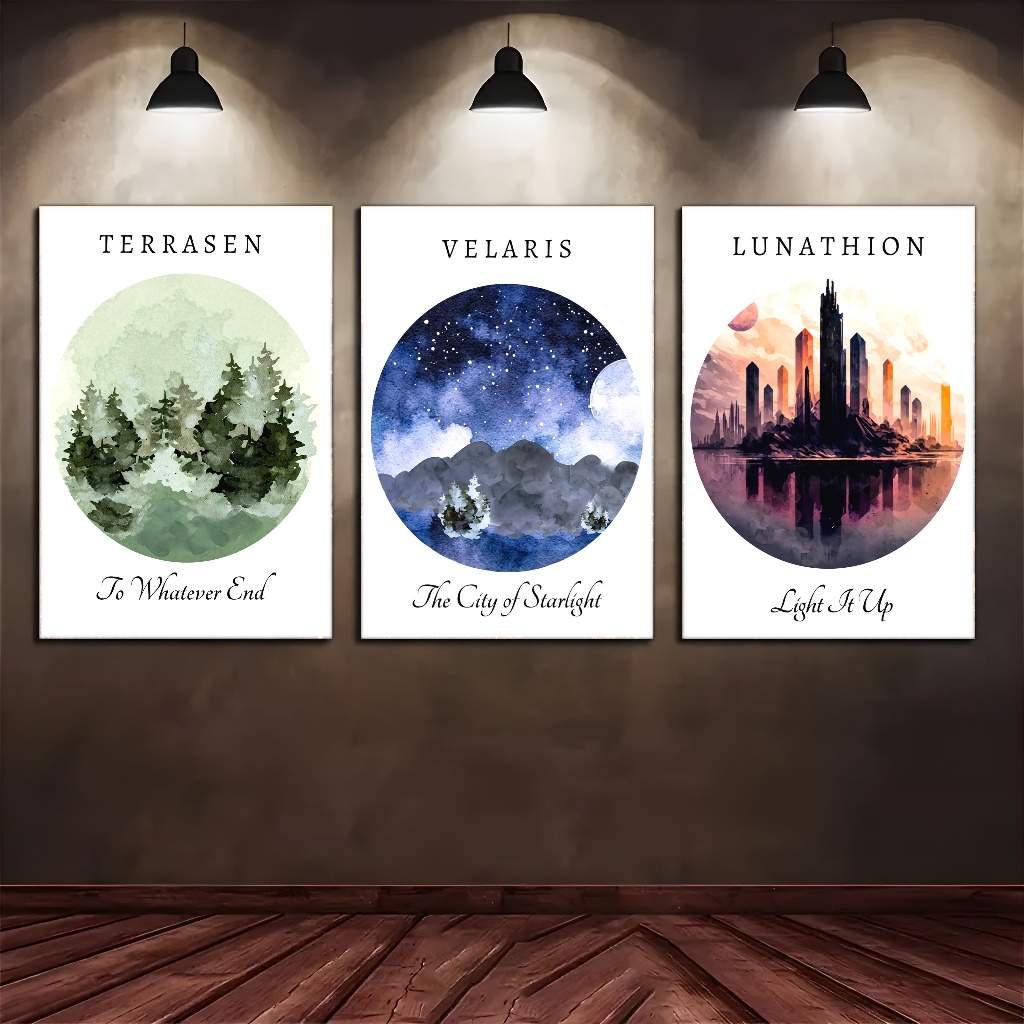 TERRASEN
To Whatever End
VELARIS
The City of Starlight
LUNATHION
Light It Up